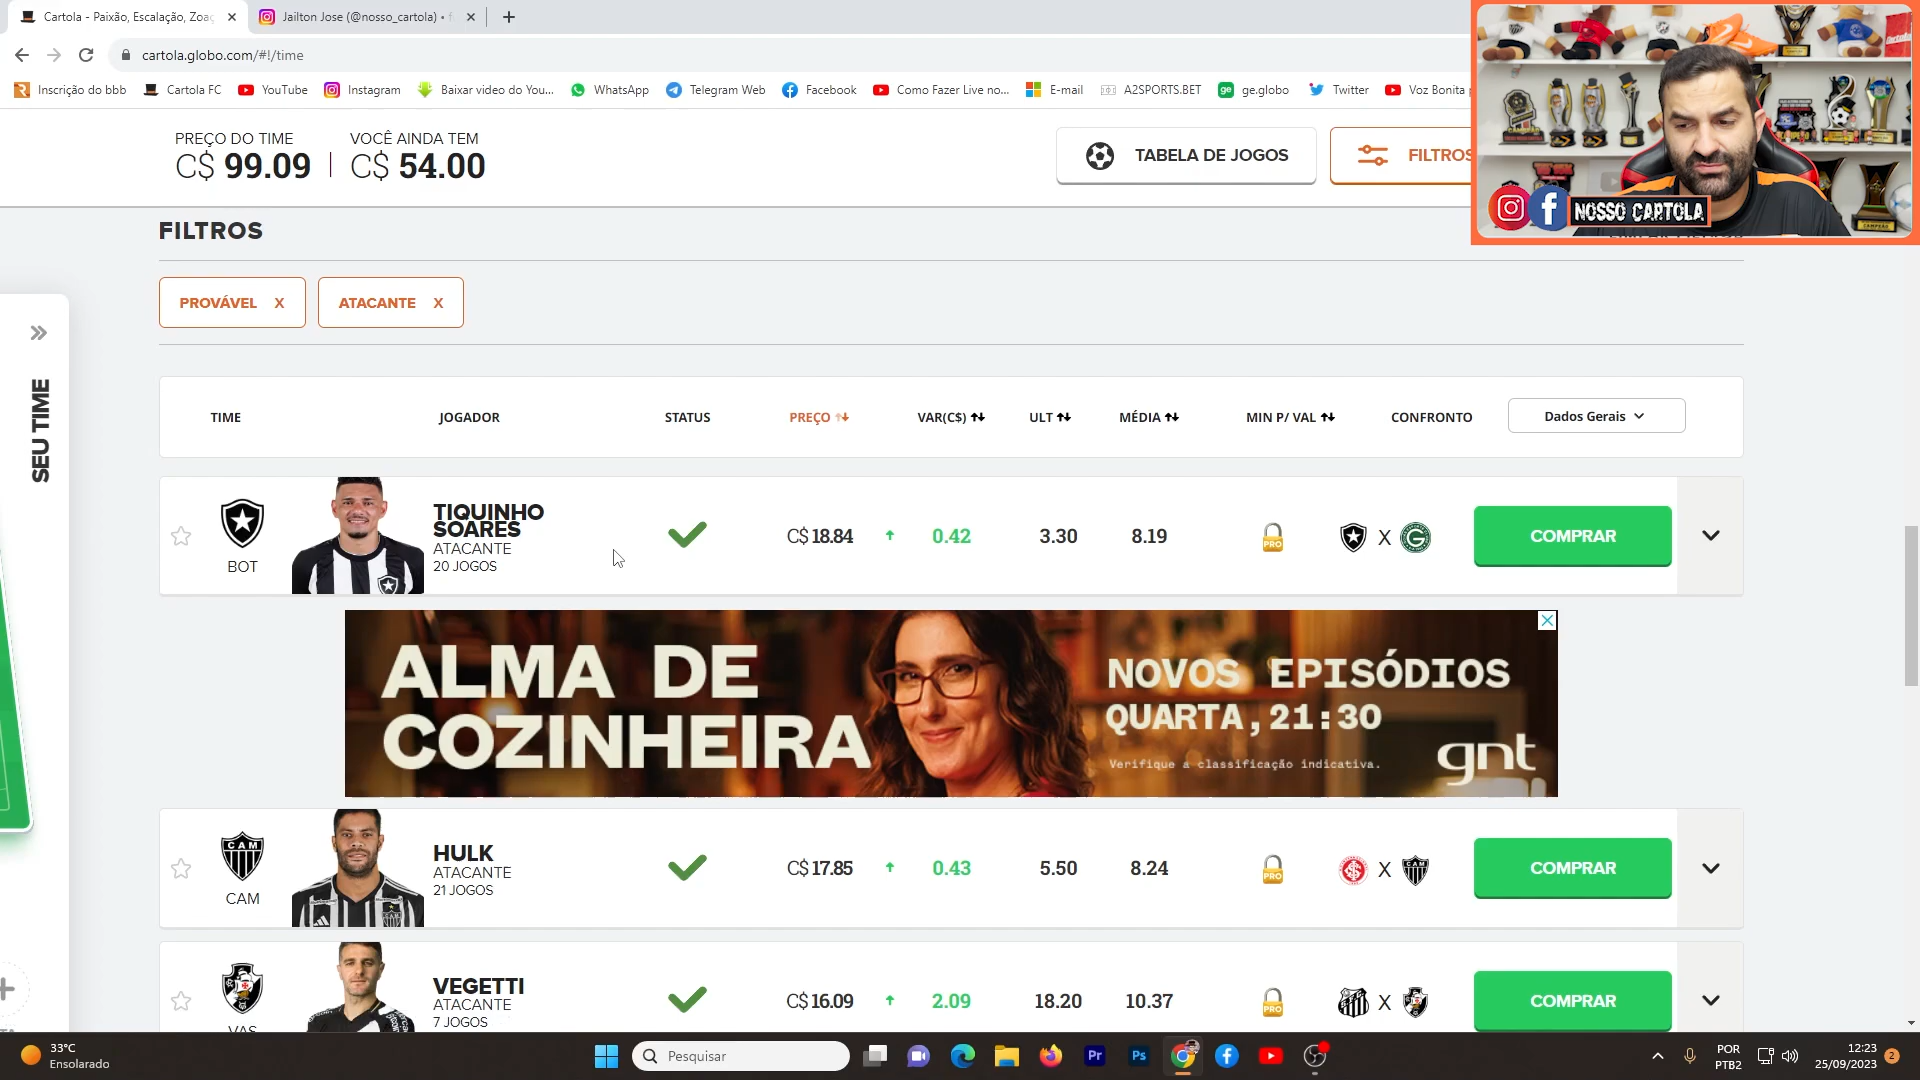 Cartola - Paixão, Escalação, Zoaç
Jailton Jose (@nosso_cartola) • f
cartola.globo.com/#!/time
Inscrição do bbb
Cartola FC
YouTube
Instagram
Baixar video do You...
WhatsApp
Telegram Web
Facebook
Como Fazer Live no...
E-mail
A2SPORTS.BET
ge.globo
Twitter
Voz Bonita
PREÇO DO TIME
C$ 99.09
VOCÊ AINDA TEM
C$ 54.00
TABELA DE JOGOS
FILTROS
NOSSO CARTOLA
FILTROS
PROVÁVEL X
ATACANTE X
SEU TIME
TIME JOGADOR STATUS PREÇO VAR(C$) ULT MÉDIA MIN P/ VAL CONFRONTO Dados Gerais
BOT
TIQUINHO
SOARES
ATACANTE
20 JOGOS
C$ 18.84 0.42 3.30 8.19 PRO X COMPRAR
ALMA DE
COZINHEIRA
NOVOS EPISÓDIOS
QUARTA, 21:30
Verifique a classificação indicativa.
gnt
CAM
HULK
ATACANTE
21 JOGOS
C$ 17.85 0.43 5.50 8.24 PRO X COMPRAR
VAS
VEGETTI
ATACANTE
7 JOGOS
C$ 16.09 2.09 18.20 10.37 PRO X COMPRAR
33°C
Ensolarado
Pesquisar
Pr
Ps
POR
PTB2
12:23
25/09/2023
2